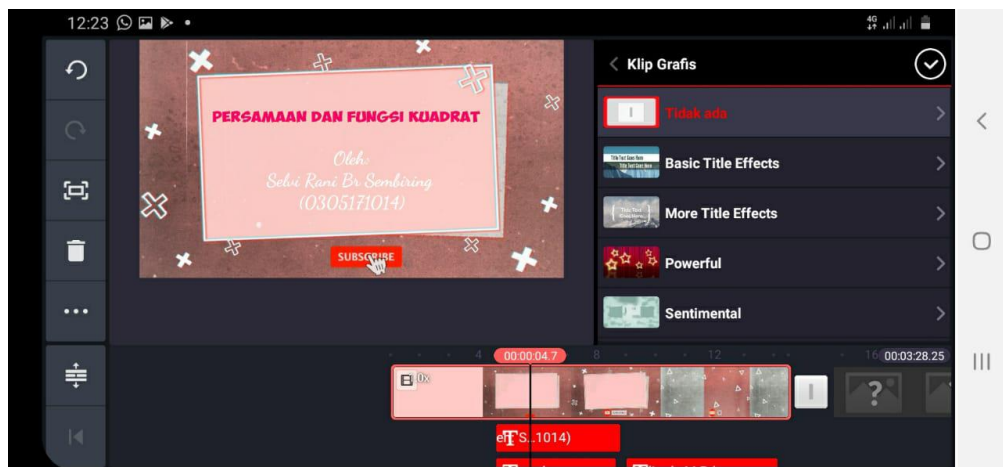 12:23
4G
Klip Grafis
PERSAMAAN DAN FUNGSI KUADRAT
Oleh:
Selvi Rani Br Sembiring
(0305171014)
SUBSCRIBE
Tidak ada
Basic Title Effects
More Title Effects
Powerful
Sentimental
4
00:00:04.7
8
12
16
00:03:28.25
S..1014)